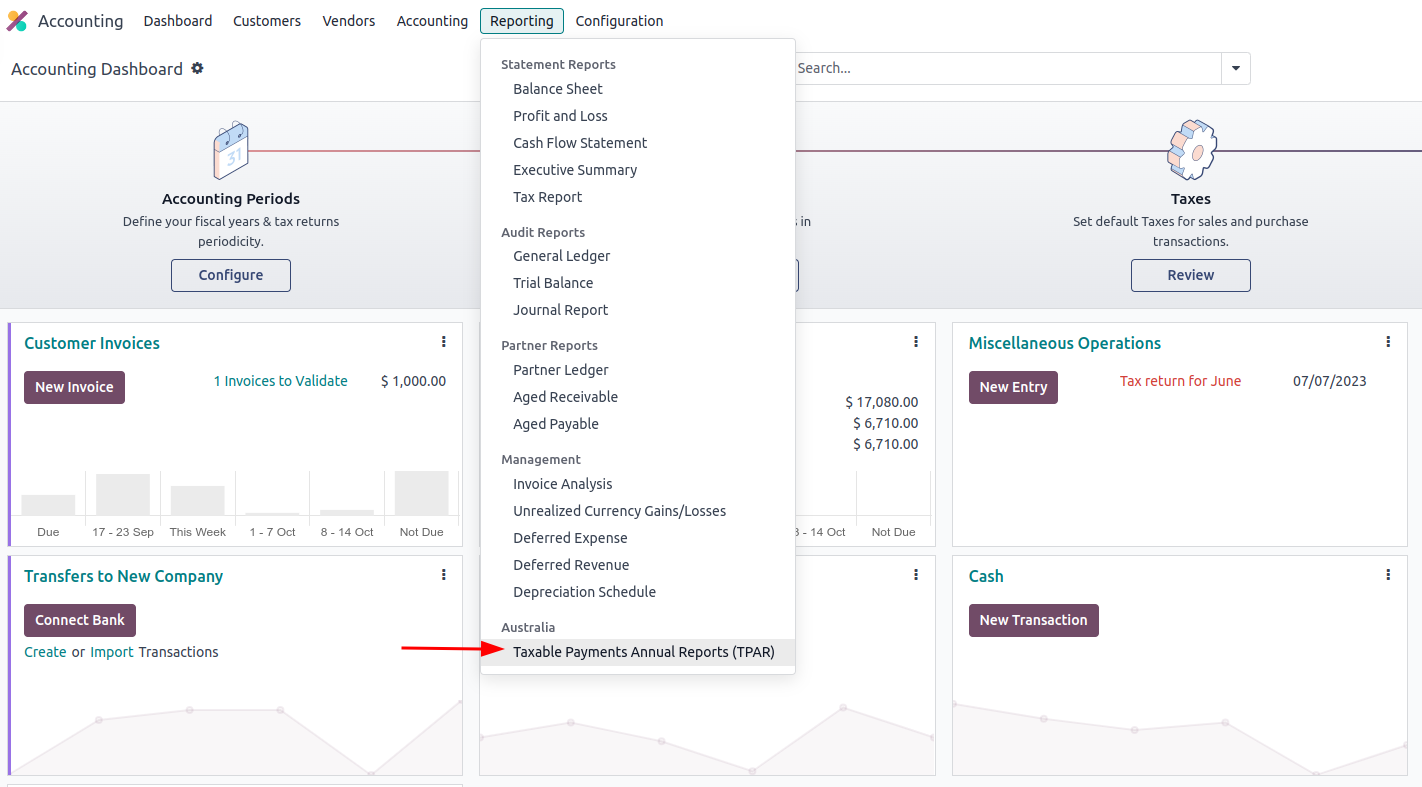 Accounting Dashboard Customers Vendors Accounting Reporting Configuration
Accounting Dashboard
Search...
Statement Reports
Balance Sheet
Profit and Loss
Cash Flow Statement
Executive Summary
Tax Report
Audit Reports
General Ledger
Trial Balance
Journal Report
Partner Reports
Partner Ledger
Aged Receivable
Aged Payable
Management
Invoice Analysis
Unrealized Currency Gains/Losses
Deferred Expense
Deferred Revenue
Depreciation Schedule
Australia
Taxable Payments Annual Reports (TPAR)
31
Accounting Periods
Define your fiscal years & tax returns
periodicity.
Configure
s in
Taxes
Set default Taxes for sales and purchase
transactions.
Review
Customer Invoices
New Invoice
1 Invoices to Validate $ 1,000.00
Due 17 - 23 Sep This Week 1 - 7 Oct 8 - 14 Oct Not Due
$ 17,080.00
$ 6,710.00
$ 6,710.00
- 14 Oct Not Due
Miscellaneous Operations
New Entry
Tax return for June 07/07/2023
Transfers to New Company
Connect Bank
Create or Import Transactions
Cash
New Transaction